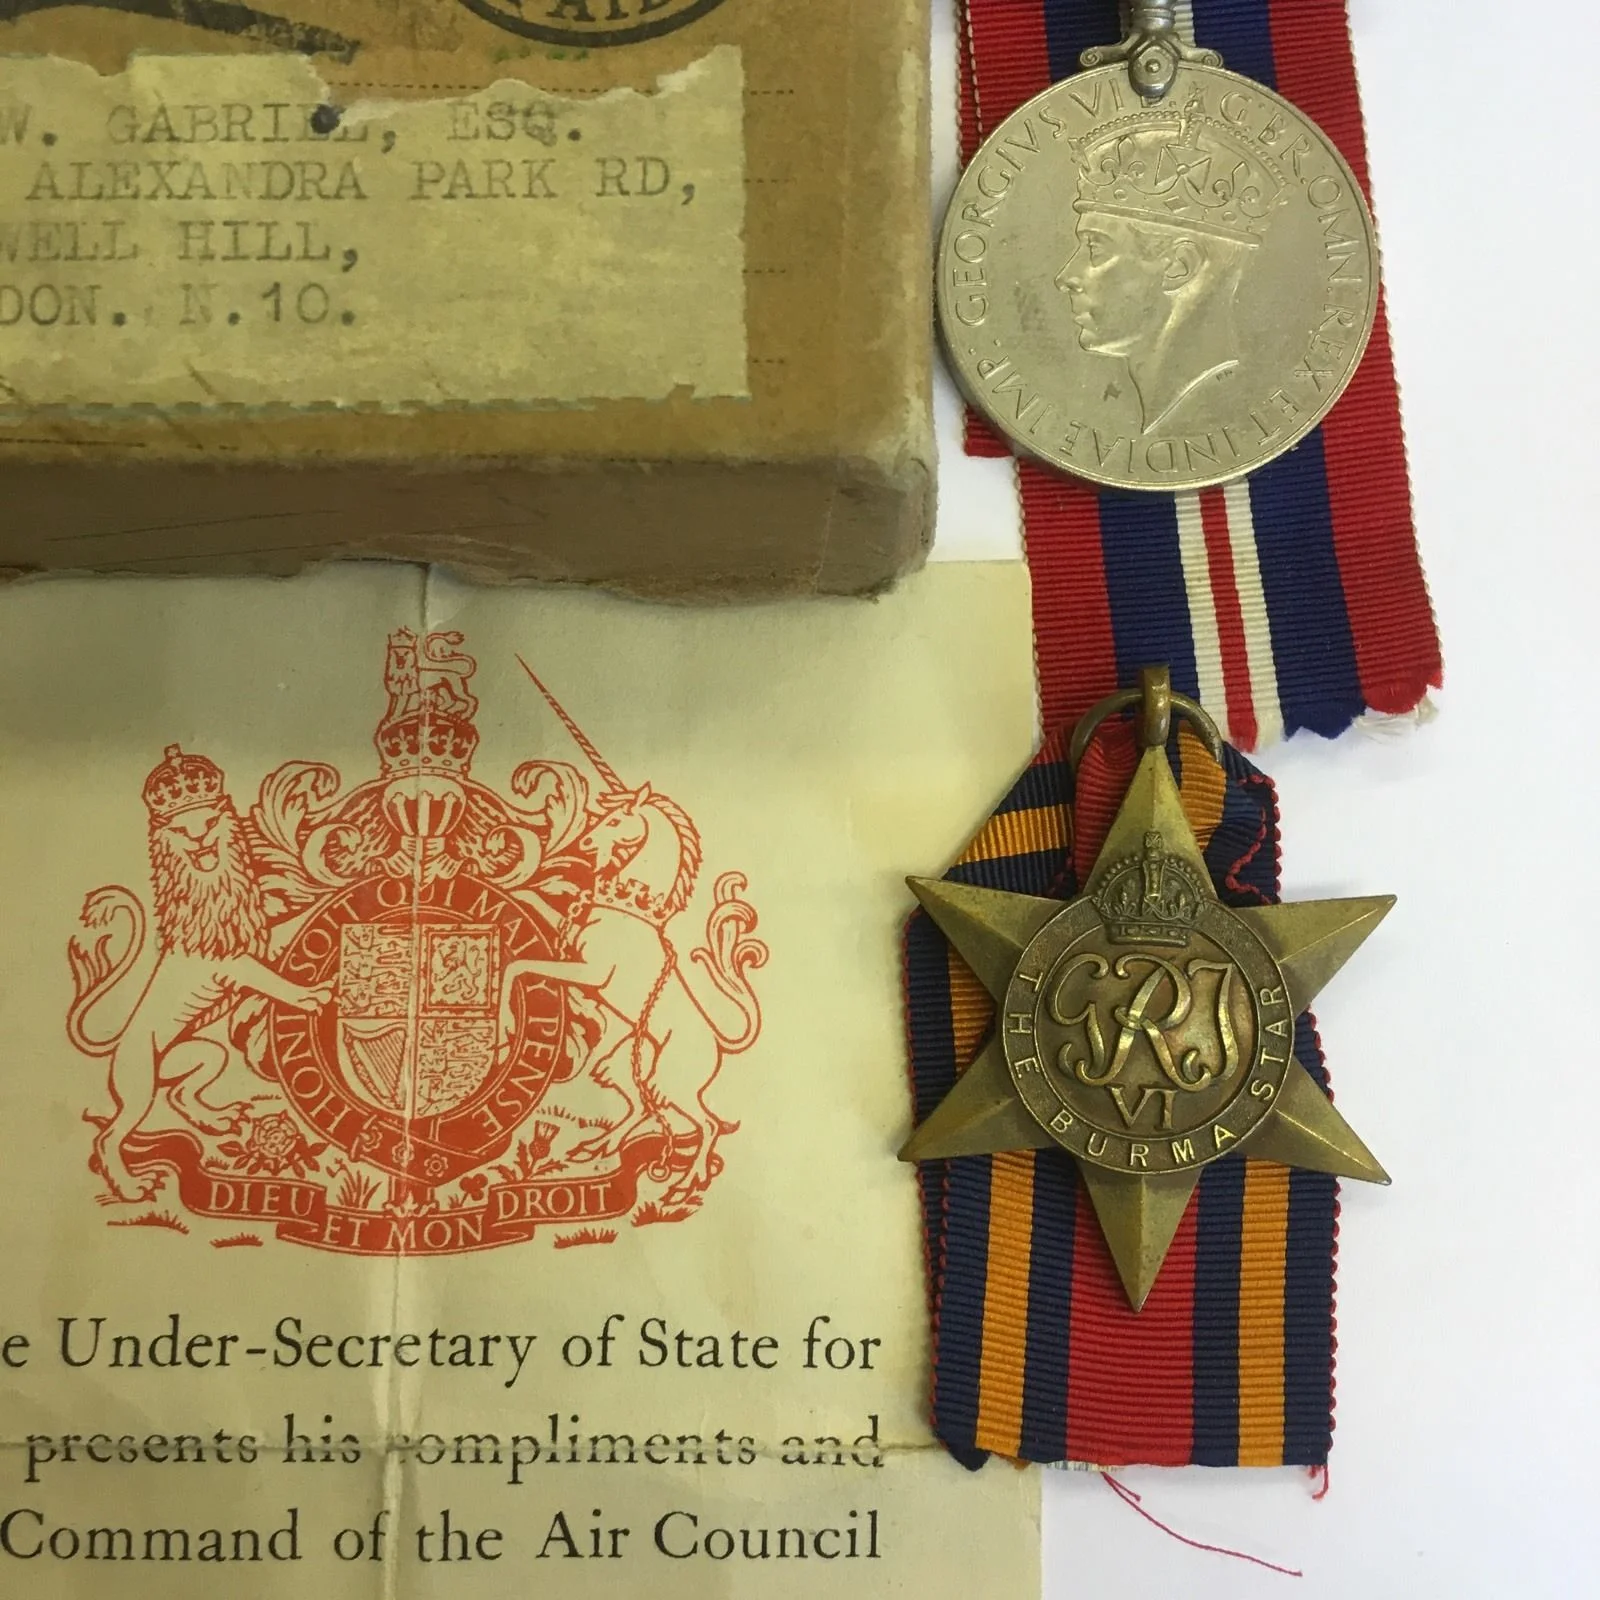 PAID
W. GABRIEL, ESQ.
ALEXANDRA PARK RD,
WELL HILL,
DON. N.10.
GEORGIVS VI D:G:BR:OMN:REX ET INDIAE IMP.
HONI SOIT QUI MAL Y PENSE
DIEU ET MON DROIT
e Under-Secretary of State for
presents his compliments and
Command of the Air Council
GRI
VI
THE BURMA STAR